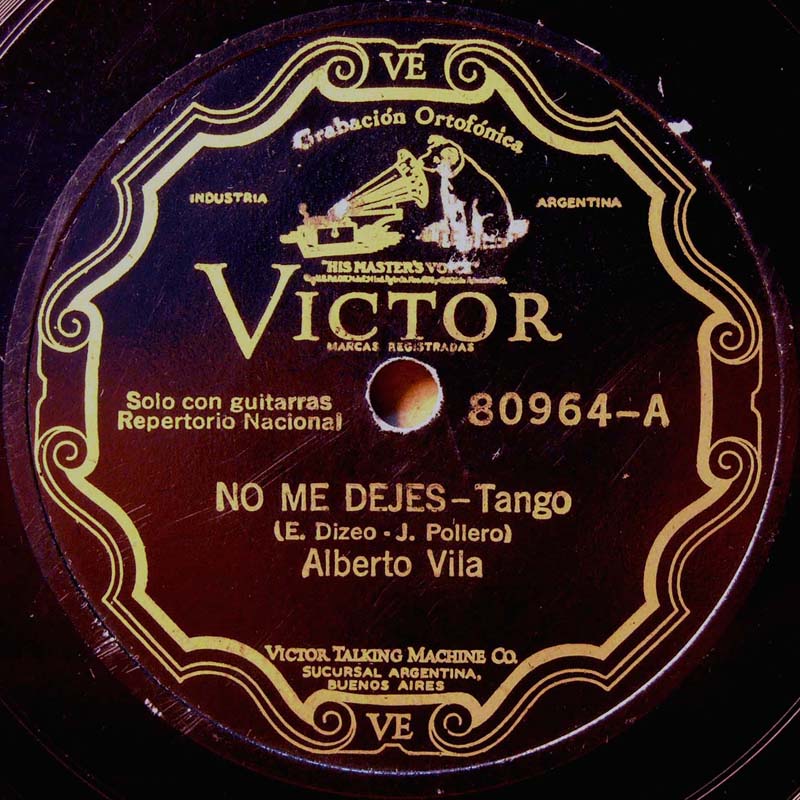 VE
Grabación Ortofónica
INDUSTRIA
ARGENTINA
"HIS MASTER'S VOICE"
VICTOR
MARCAS REGISTRADAS
Solo con guitarras
Repertorio Nacional
80964-A
NO ME DEJES-Tango
(E. Dizeo - J. Pollero)
Alberto Vila
VICTOR TALKING MACHINE CO.
SUCURSAL ARGENTINA,
BUENOS AIRES
VE